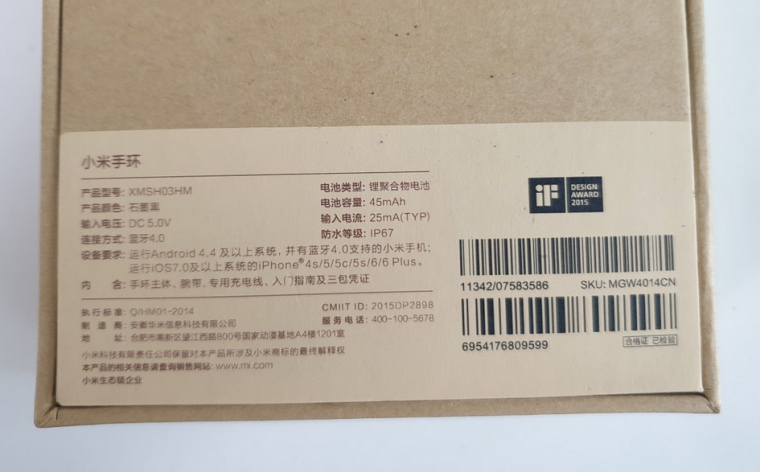 小米手环
产品型号: XMSH03HM
产品颜色: 石墨黑
输入电压: DC 5.0V
连接方式: 蓝牙4.0
电池类型: 锂聚合物电池
电池容量: 45mAh
输入电流: 25mA(TYP)
防水等级: IP67
设备要求: 运行Android 4.4 及以上系统, 并有蓝牙4.0支持的小米手机;
运行iOS7.0及以上系统的iPhone®4s/5/5c/5s/6/6 Plus。
内 含: 手环主体、腕带、专用充电线、入门指南及三包凭证
执行标准: Q/HM01-2014
制 造 商: 安徽华米信息科技有限公司
CMIIT ID: 2015DP2898
服务电话: 400-100-5678
地 址: 合肥市高新区望江西路800号国家动漫基地A4楼1201室
小米科技有限责任公司保留对本产品所涉及小米商标的最终解释权
本产品的相关信息请查询销售网站: www.mi.com
小米生态链企业
iF
DESIGN
AWARD
2015
11342/07583586 SKU: MGW4014CN
6954176809599
合格证 已检验